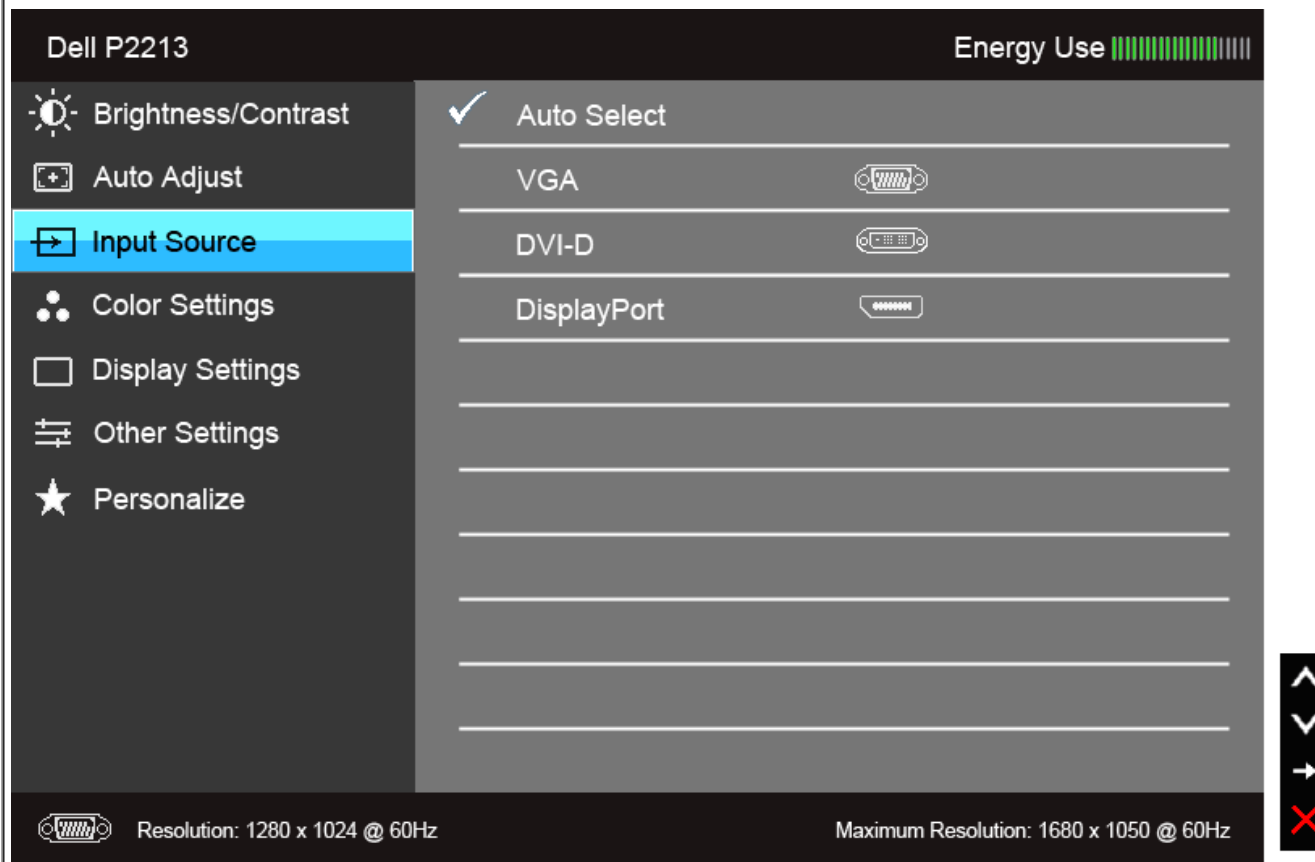 Dell P2213
Energy Use
Brightness/Contrast
Auto Adjust
Input Source
Color Settings
Display Settings
Other Settings
Personalize
Auto Select
VGA
DVI-D
DisplayPort
Resolution: 1280 x 1024 @ 60Hz
Maximum Resolution: 1680 x 1050 @ 60Hz